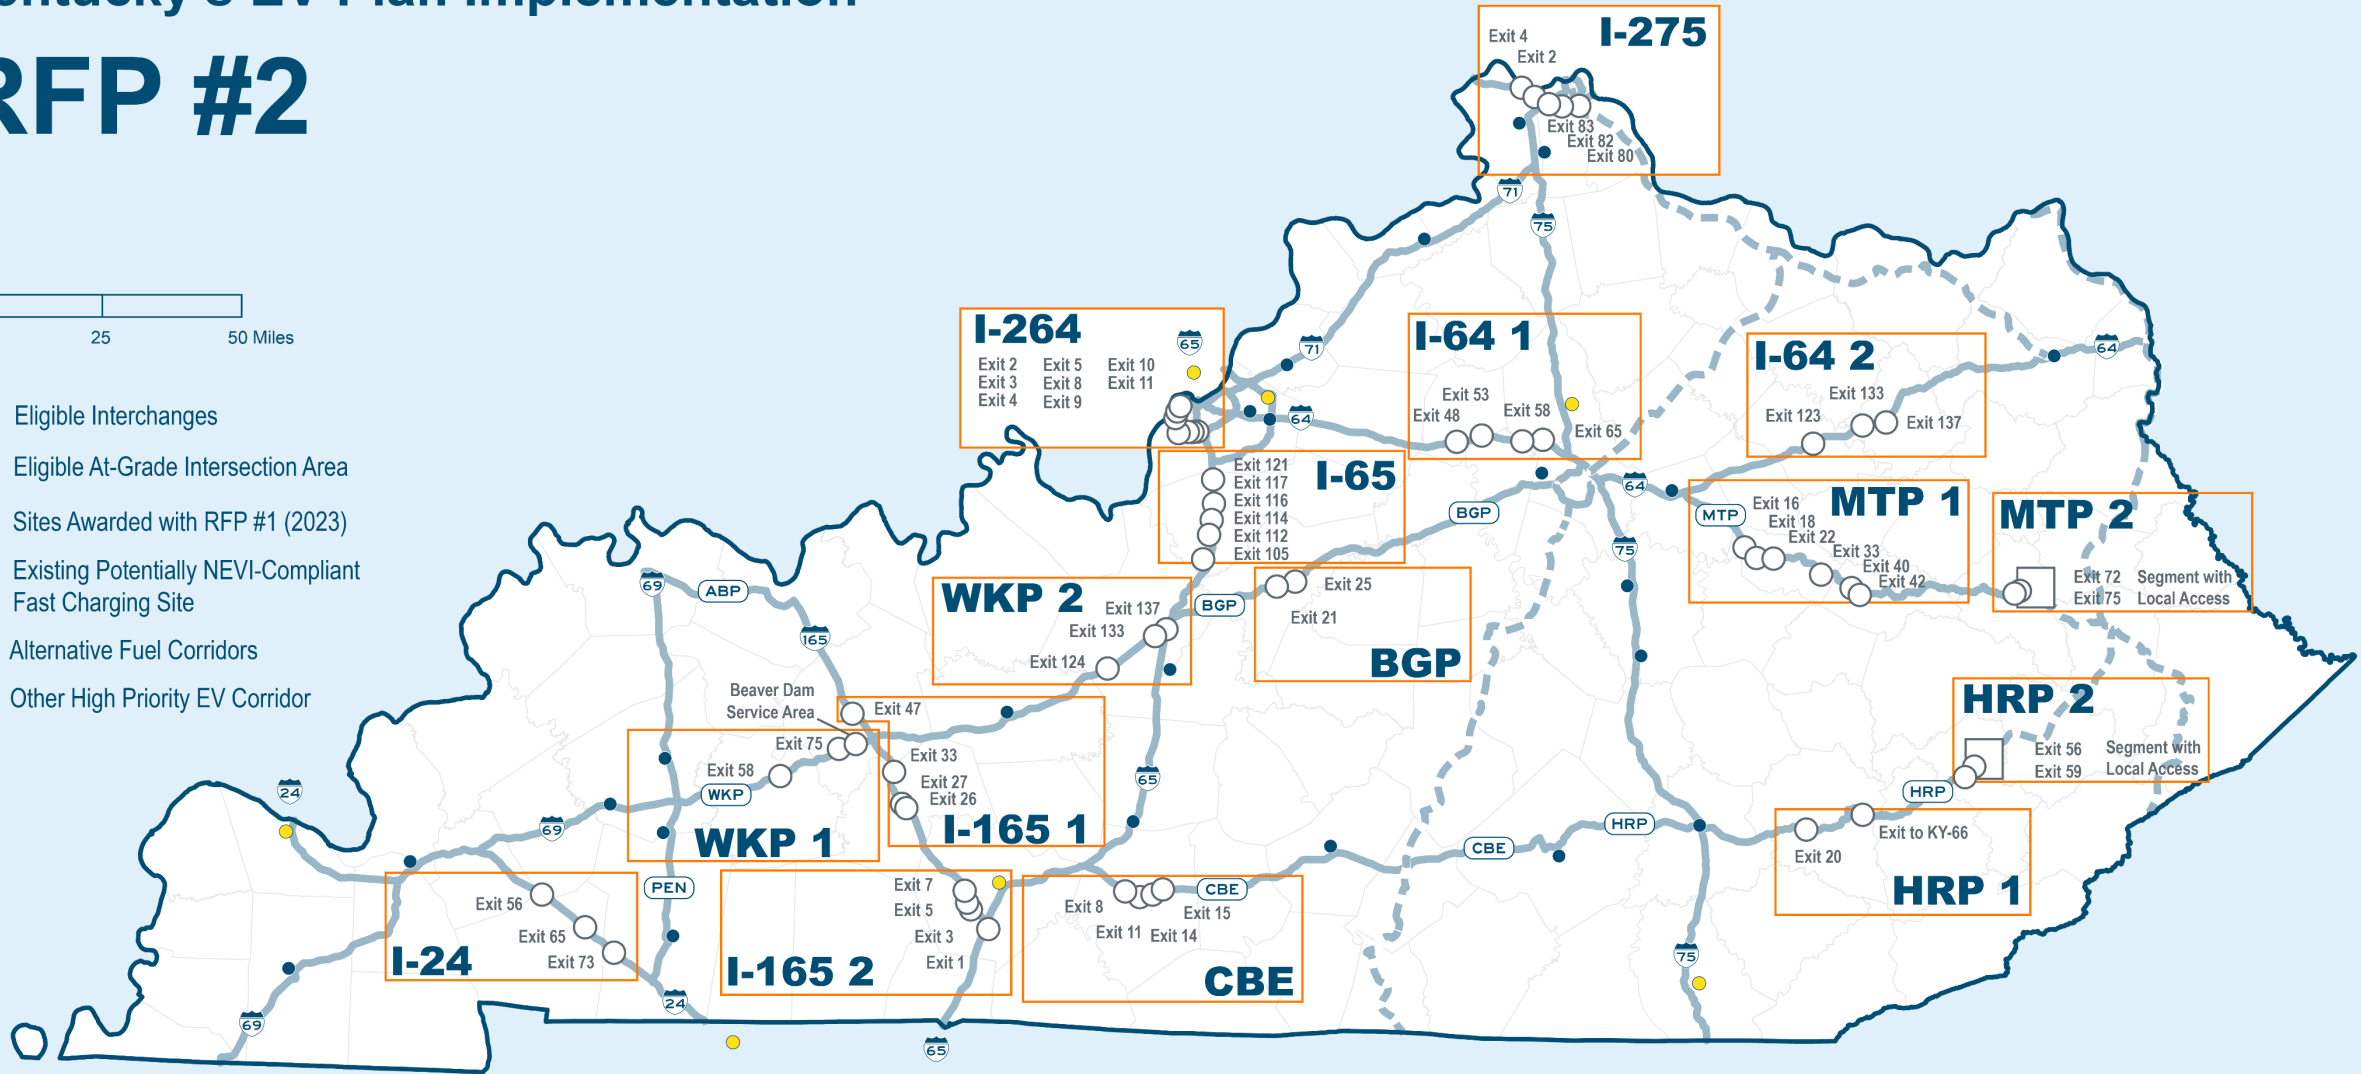 entucky's EV Plan Implementation
RFP #2
25
50 Miles
Eligible Interchanges
Eligible At-Grade Intersection Area
Sites Awarded with RFP #1 (2023)
Existing Potentially NEVI-Compliant
Fast Charging Site
Alternative Fuel Corridors
Other High Priority EV Corridor
I-275
Exit 4
Exit 2
Exit 83
Exit 82
Exit 80
71
75
I-264
65
Exit 2 Exit 5 Exit 10
Exit 3 Exit 8 Exit 11
Exit 4 Exit 9
71
64
I-64 1
Exit 53
Exit 48
Exit 58
Exit 65
I-64 2
Exit 133
Exit 123
Exit 137
64
I-65
Exit 121
Exit 117
Exit 116
Exit 114
Exit 112
Exit 105
BGP
64
75
MTP
MTP 1
Exit 16
Exit 18
Exit 22
Exit 33
Exit 40
Exit 42
MTP 2
Exit 72
Exit 75
Segment with
Local Access
WKP 2
Exit 137
Exit 133
Exit 124
BGP
Exit 25
Exit 21
BGP
69
ABP
165
Beaver Dam
Service Area
Exit 47
Exit 75
Exit 58
WKP
WKP 1
Exit 33
Exit 27
Exit 26
I-165 1
65
HRP 2
Exit 56
Exit 59
Segment with
Local Access
HRP
24
69
PEN
I-24
Exit 56
Exit 65
Exit 73
I-165 2
Exit 7
Exit 5
Exit 3
Exit 1
CBE
Exit 8
Exit 11
Exit 14
Exit 15
CBE
CBE
HRP
Exit to KY-66
Exit 20
HRP 1
75
69
24
65